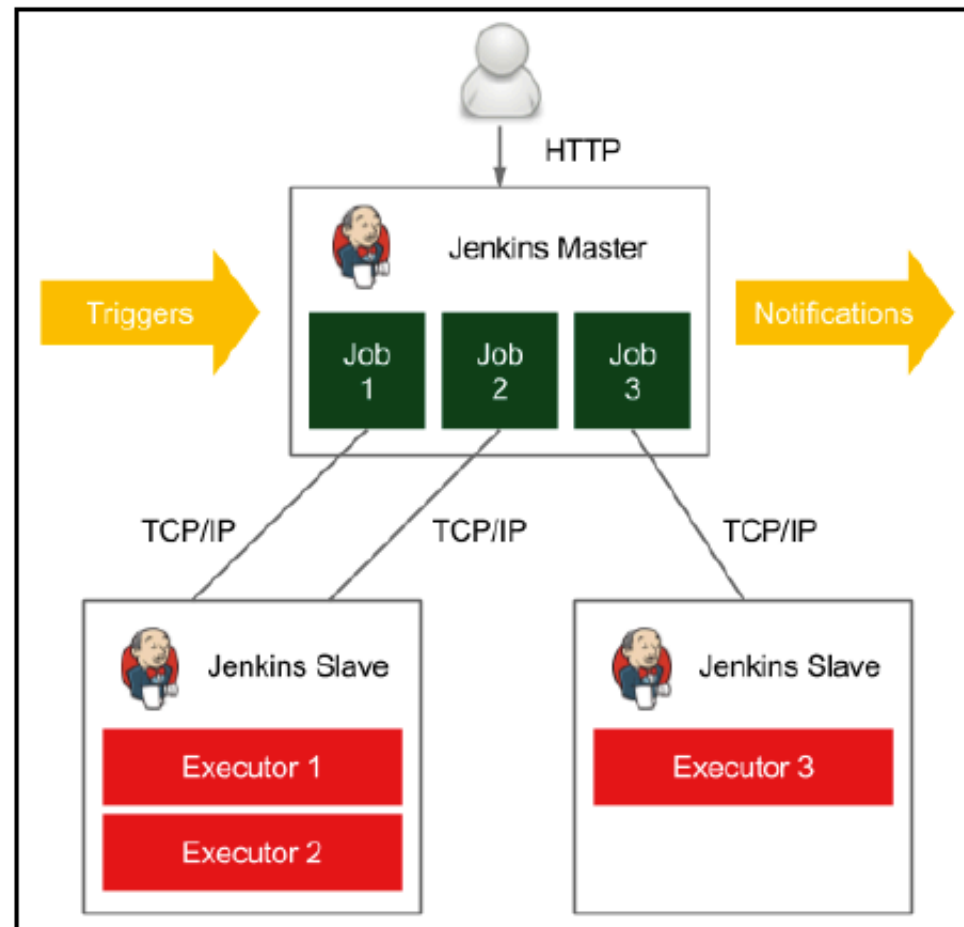 HTTP
Jenkins Master
Triggers
Notifications
Job
1
Job
2
Job
3
TCP/IP
TCP/IP
TCP/IP
Jenkins Slave
Jenkins Slave
Executor 1
Executor 3
Executor 2